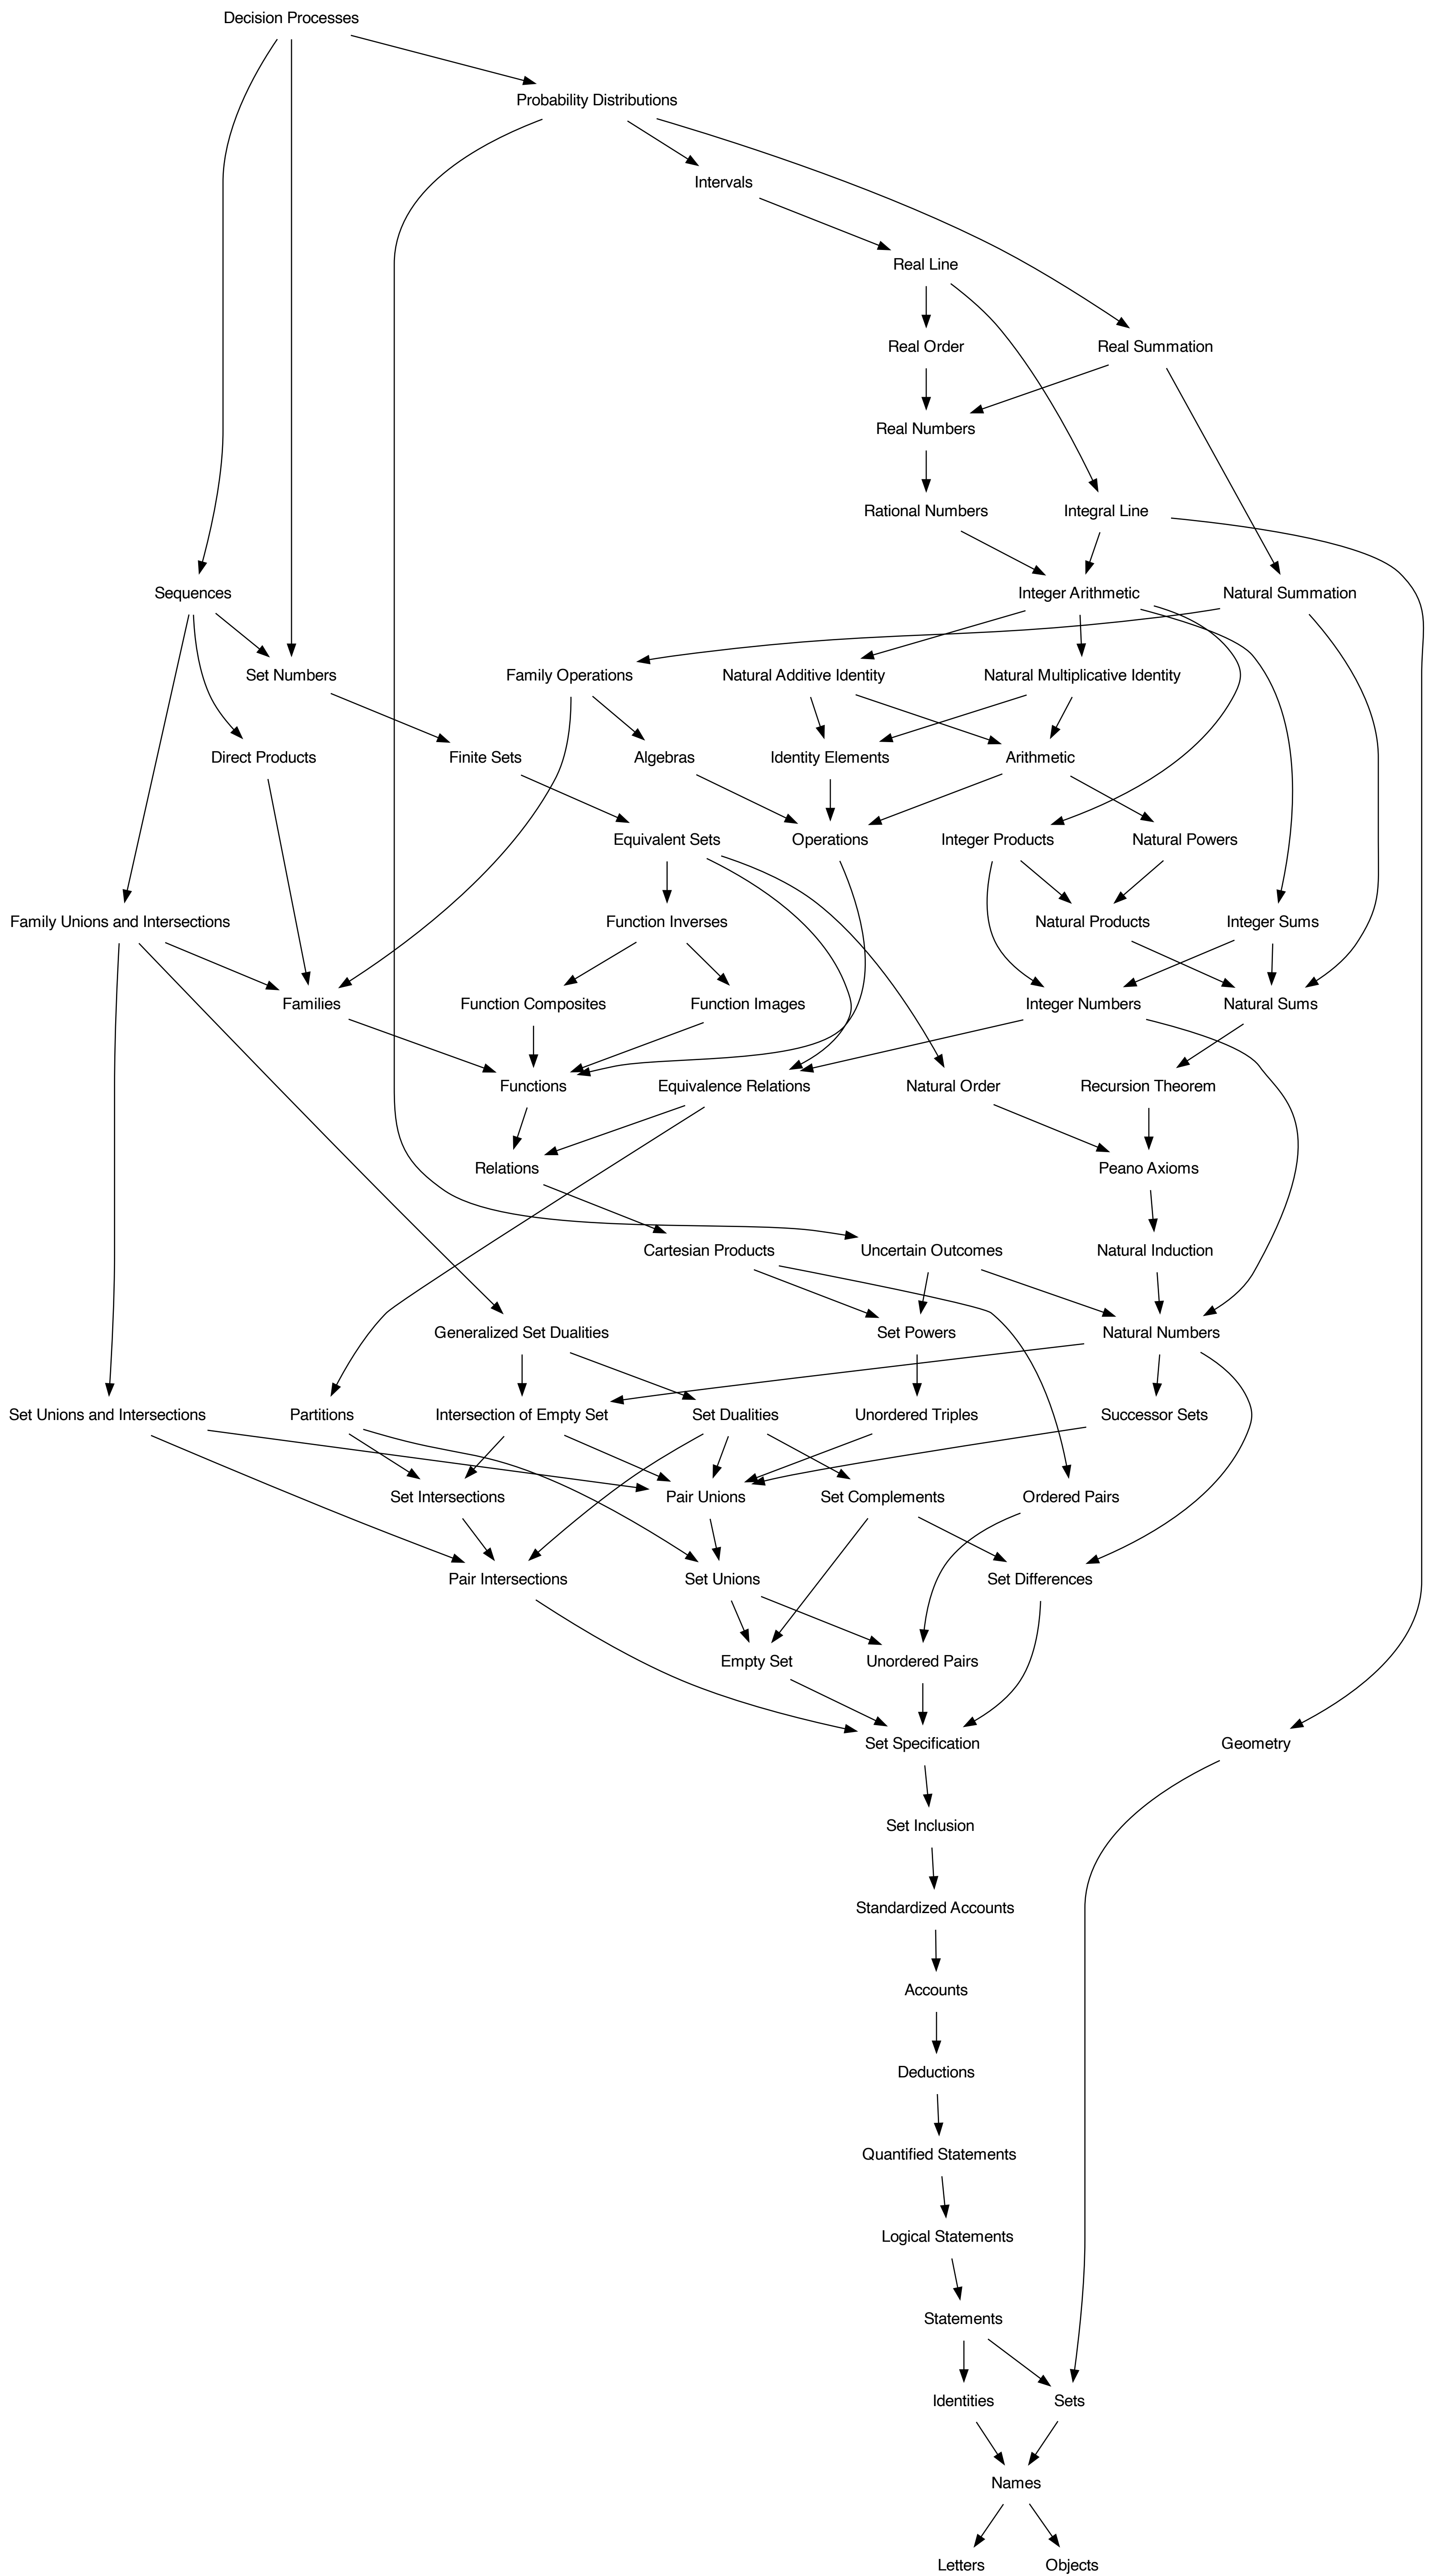 Decision Processes
Probability Distributions
Intervals
Real Line
Real Order
Real Summation
Real Numbers
Rational Numbers
Integral Line
Sequences
Integer Arithmetic
Natural Summation
Set Numbers
Family Operations
Natural Additive Identity
Natural Multiplicative Identity
Direct Products
Finite Sets
Algebras
Identity Elements
Arithmetic
Equivalent Sets
Operations
Integer Products
Natural Powers
Family Unions and Intersections
Function Inverses
Natural Products
Integer Sums
Families
Function Composites
Function Images
Integer Numbers
Natural Sums
Functions
Equivalence Relations
Natural Order
Recursion Theorem
Relations
Peano Axioms
Cartesian Products
Uncertain Outcomes
Natural Induction
Generalized Set Dualities
Set Powers
Natural Numbers
Set Unions and Intersections
Partitions
Intersection of Empty Set
Set Dualities
Unordered Triples
Successor Sets
Set Intersections
Pair Unions
Set Complements
Ordered Pairs
Pair Intersections
Set Unions
Set Differences
Empty Set
Unordered Pairs
Set Specification
Geometry
Set Inclusion
Standardized Accounts
Accounts
Deductions
Quantified Statements
Logical Statements
Statements
Identities
Sets
Names
Letters
Objects